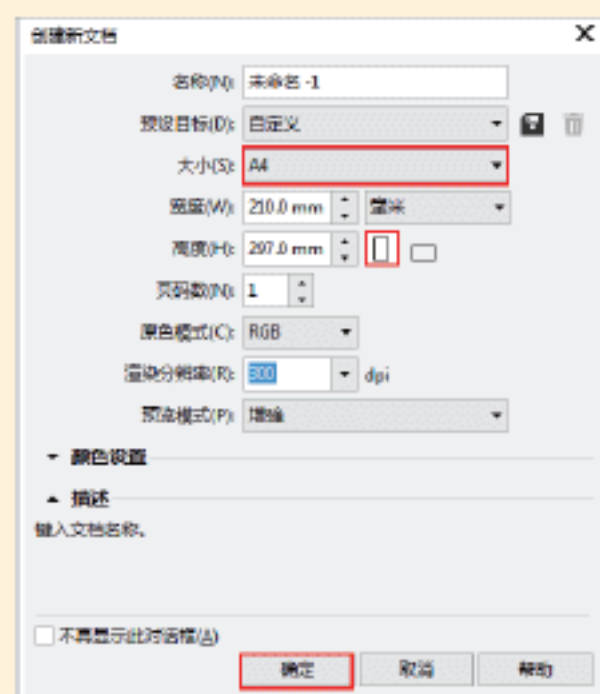 创建新文档
名称(N): 未命名 -1
预设目标(D): 自定义
大小(S): A4
宽度(W): 210.0 mm 毫米
高度(H): 297.0 mm
页码数(N): 1
原色模式(C): RGB
渲染分辨率(R): 300 dpi
预览模式(P): 增强
颜色设置
描述
键入文档名称。
不再显示此对话框(A)
确定 取消 帮助